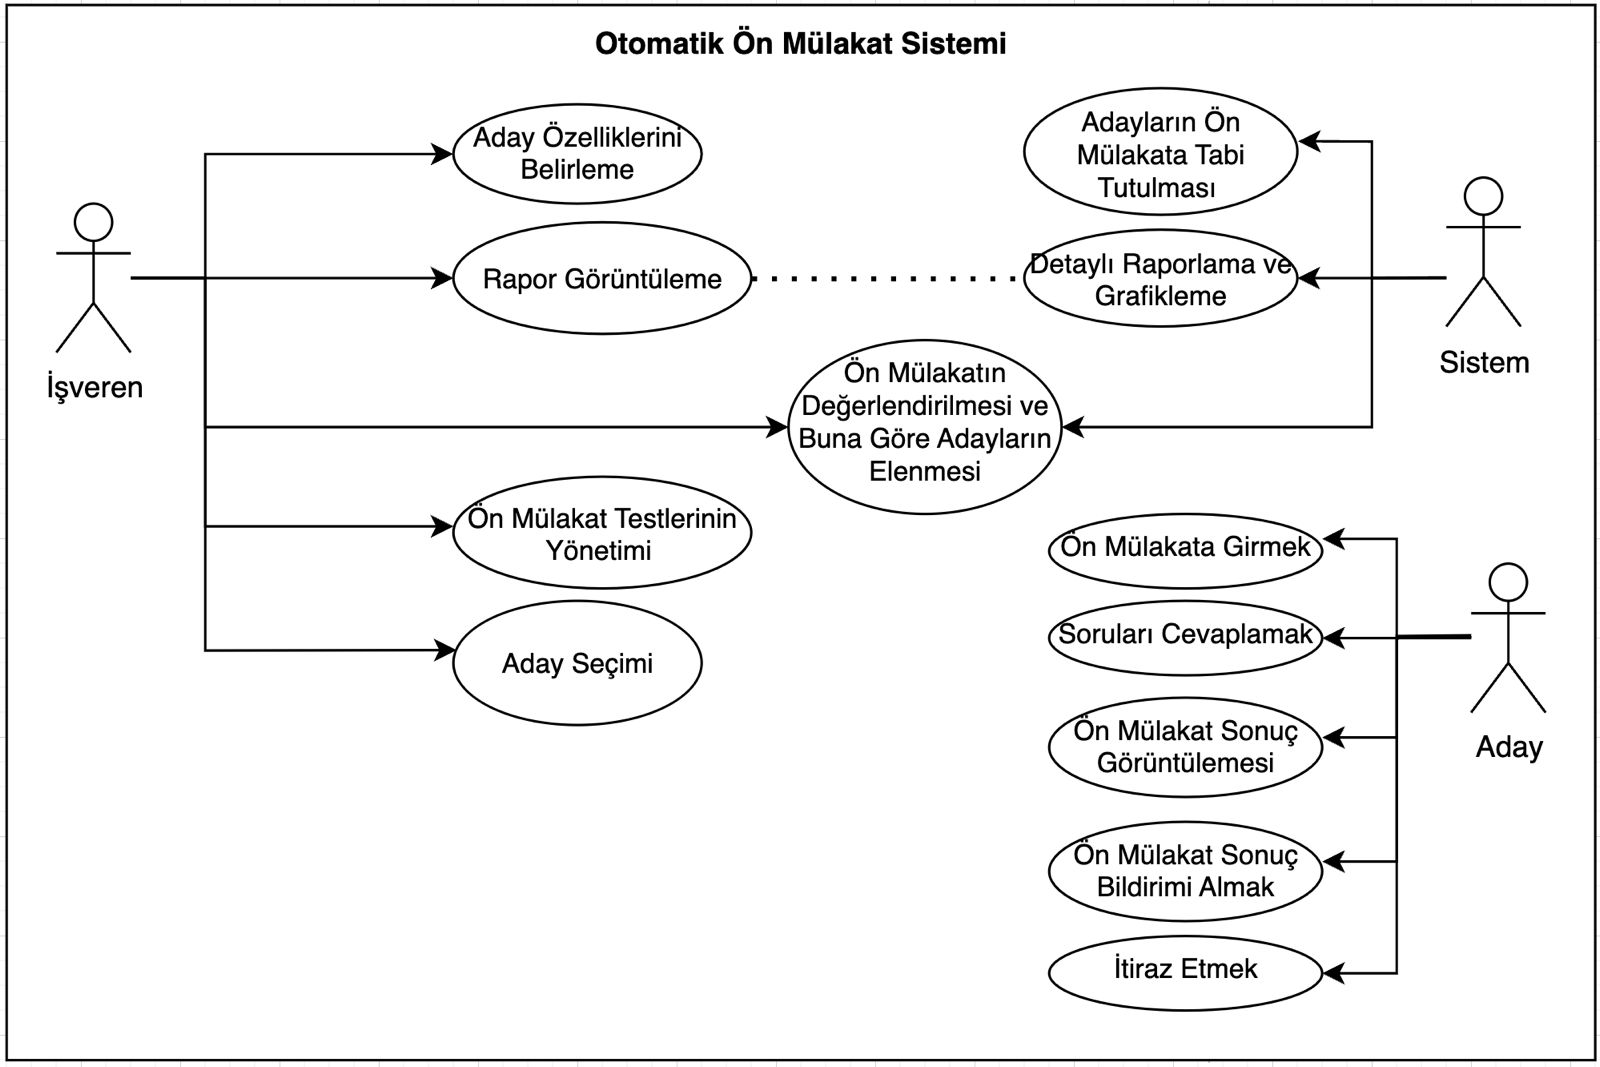 Otomatik Ön Mülakat Sistemi
Aday Özelliklerini
Belirleme
Rapor Görüntüleme
Adayların Ön
Mülakata Tabi
Tutulması
Detaylı Raporlama ve
Grafikleme
İşveren
Sistem
Ön Mülakatın
Değerlendirilmesi ve
Buna Göre Adayların
Elenmesi
Ön Mülakat Testlerinin
Yönetimi
Aday Seçimi
Ön Mülakata Girmek
Soruları Cevaplamak
Ön Mülakat Sonuç
Görüntülemesi
Aday
Ön Mülakat Sonuç
Bildirimi Almak
İtiraz Etmek